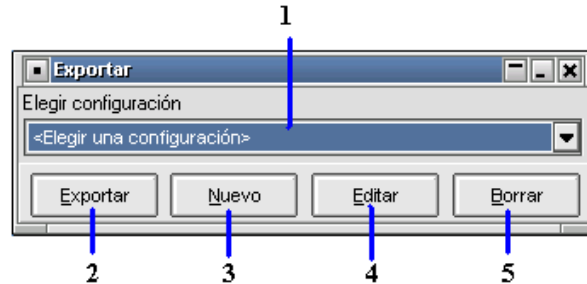 1
Exportar
Elegir configuración
<Elegir una configuración>
Exportar Nuevo Editar Borrar
2 3 4 5